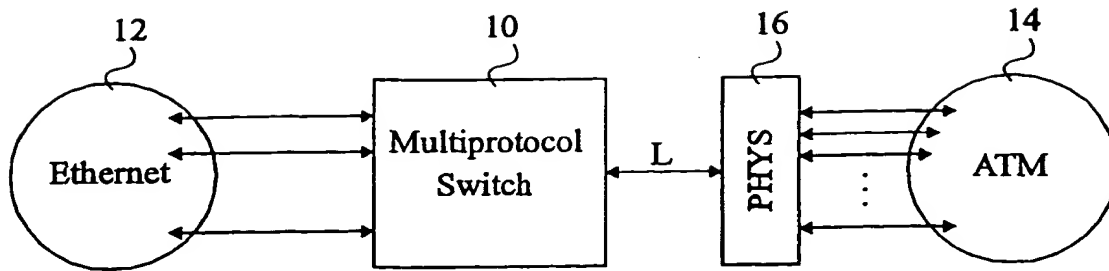 12
10
16
14
Ethernet
Multiprotocol
Switch
L
PHYS
ATM